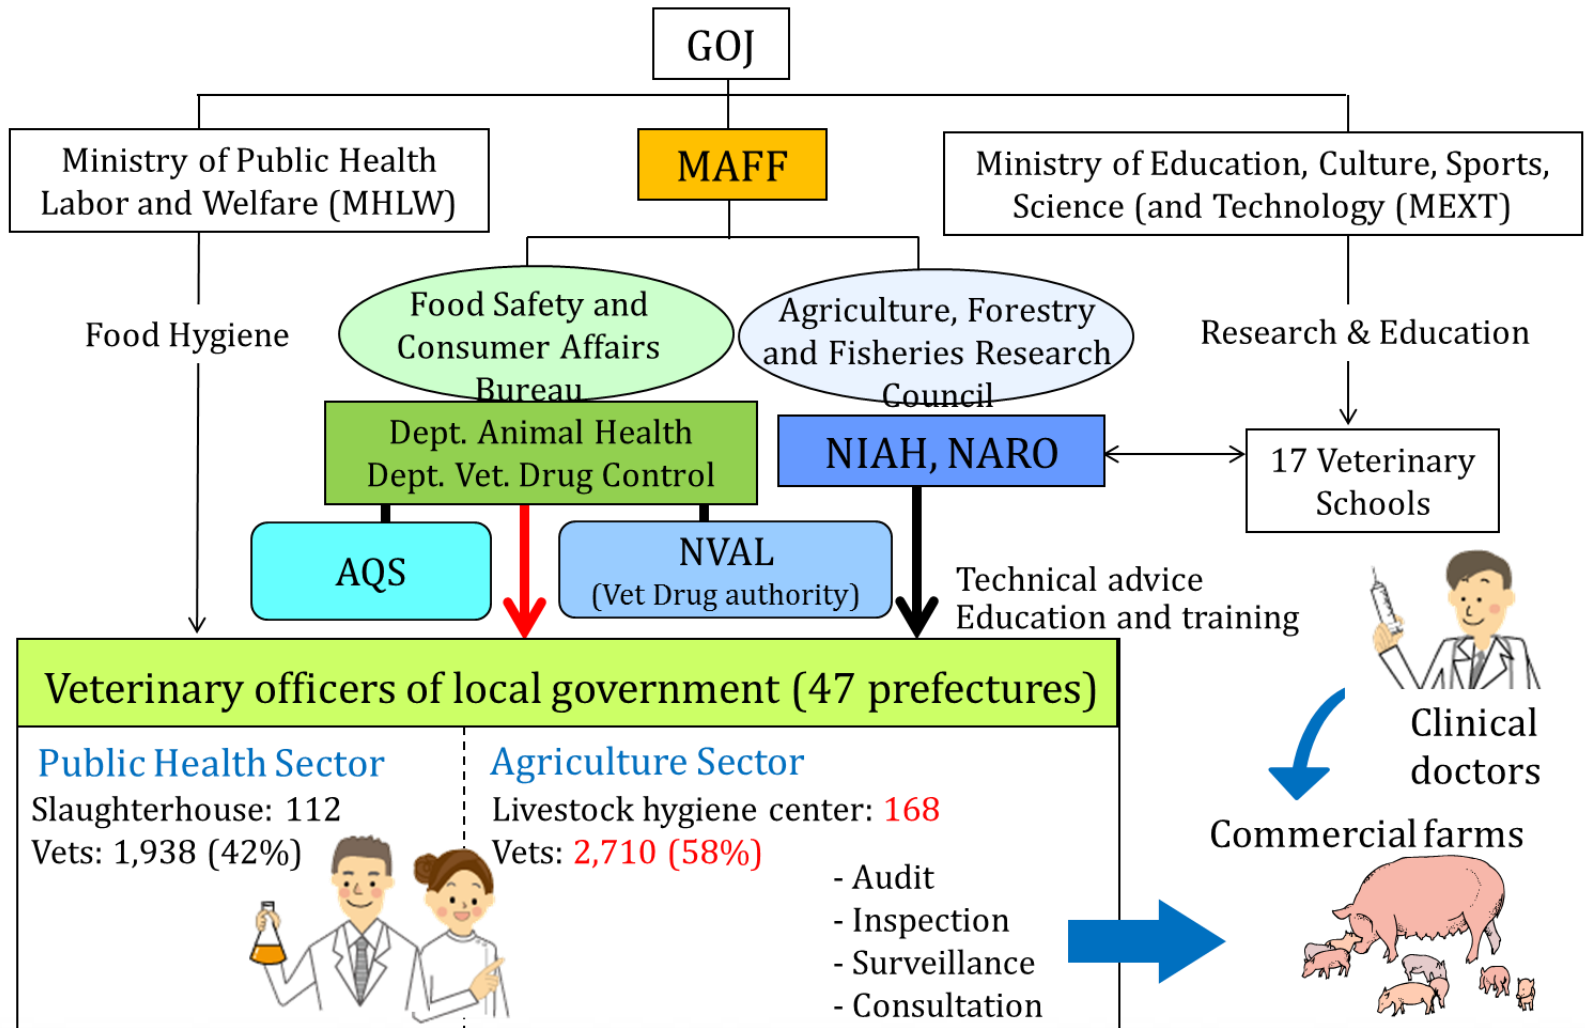 GOJ
Ministry of Public Health
Labor and Welfare (MHLW)
MAFF
Ministry of Education, Culture, Sports,
Science (and Technology (MEXT)
Food Hygiene
Food Safety and
Consumer Affairs
Bureau
Agriculture, Forestry
and Fisheries Research
Council
Research & Education
Dept. Animal Health
Dept. Vet. Drug Control
NIAH, NARO
17 Veterinary
Schools
AQS
NVAL
(Vet Drug authority)
Technical advice
Education and training
Veterinary officers of local government (47 prefectures)
Public Health Sector
Slaughterhouse: 112
Vets: 1,938 (42%)
Agriculture Sector
Livestock hygiene center: 168
Vets: 2,710 (58%)
- Audit
- Inspection
- Surveillance
- Consultation
Clinical
doctors
Commercial farms